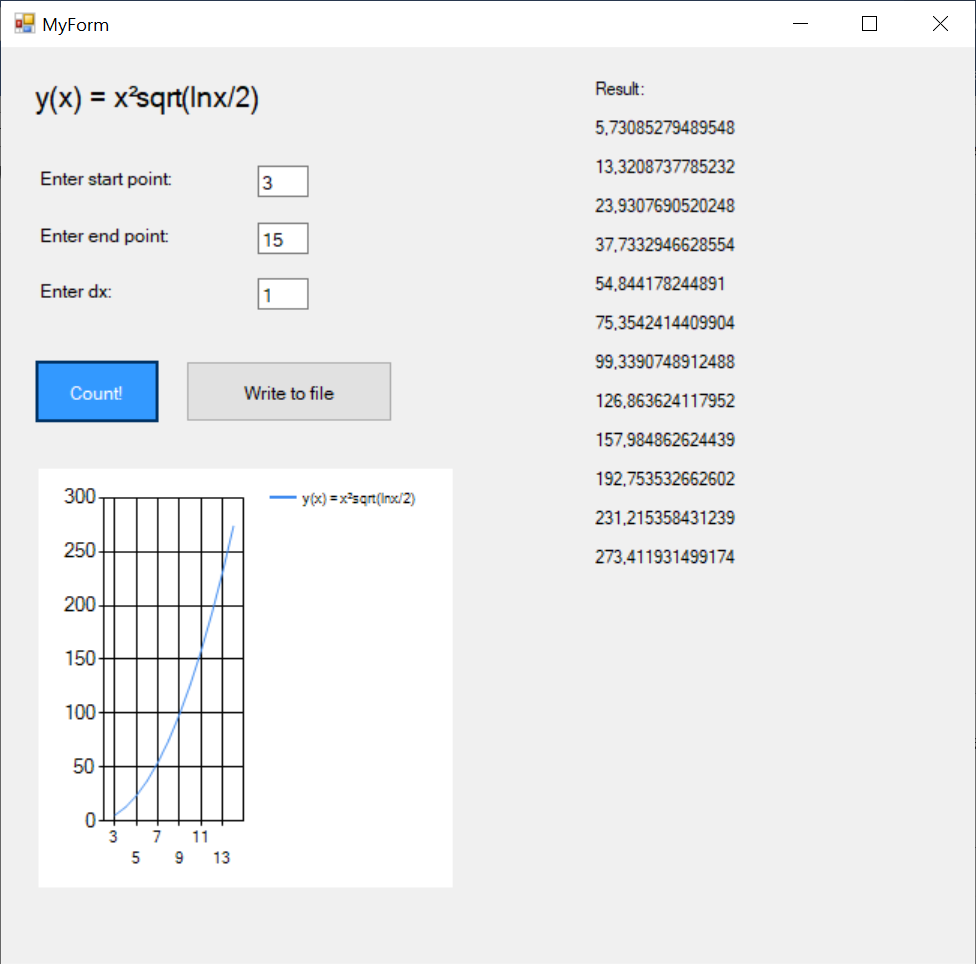 MyForm
y(x) = x²sqrt(lnx/2)
Enter start point:
3
Enter end point:
15
Enter dx:
1
Count!
Write to file
Result:
5,73085279489548
13,3208737785232
23,9307690520248
37,7332946628554
54,844178244891
75,3542414409904
99,3390748912488
126,863624117952
157,984862624439
192,753532662602
231,215358431239
273,411931499174
y(x) = x²sqrt(lnx/2)
300
250
200
150
100
50
0
3 7 11
5 9 13